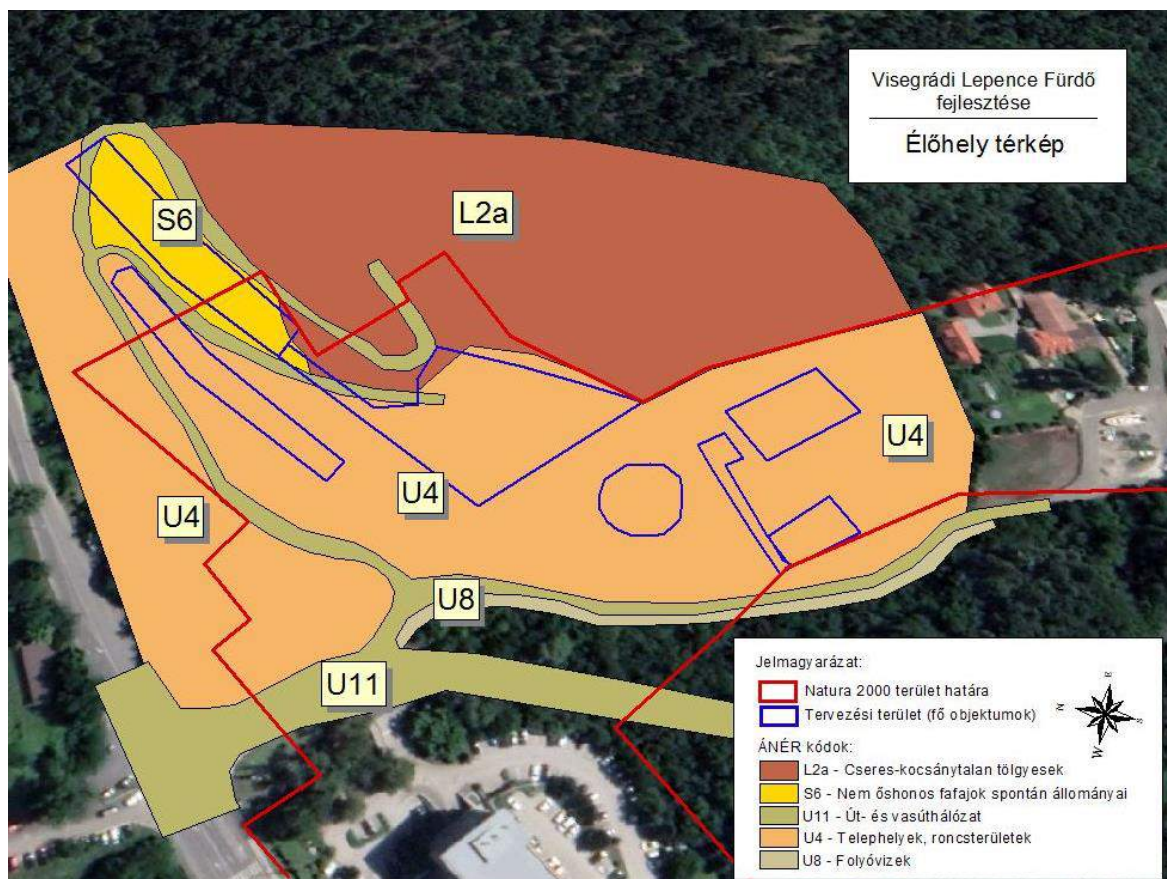 Visegrádi Lepence Fürdő
fejlesztése
Élőhely térkép
S6
L2a
U4
U4
U4
U8
U11
Jelmagyarázat:
Natura 2000 terület határa
Tervezési terület (fő objektumok)
ÁNÉR kódok:
L2a - Cseres-kocsánytalan tölgyesek
S6 - Nem őshonos fafajok spontán állományai
U11 - Út- és vasúthálózat
U4 - Telephelyek, roncsterületek
U8 - Folyóvizek
N
E
W
S